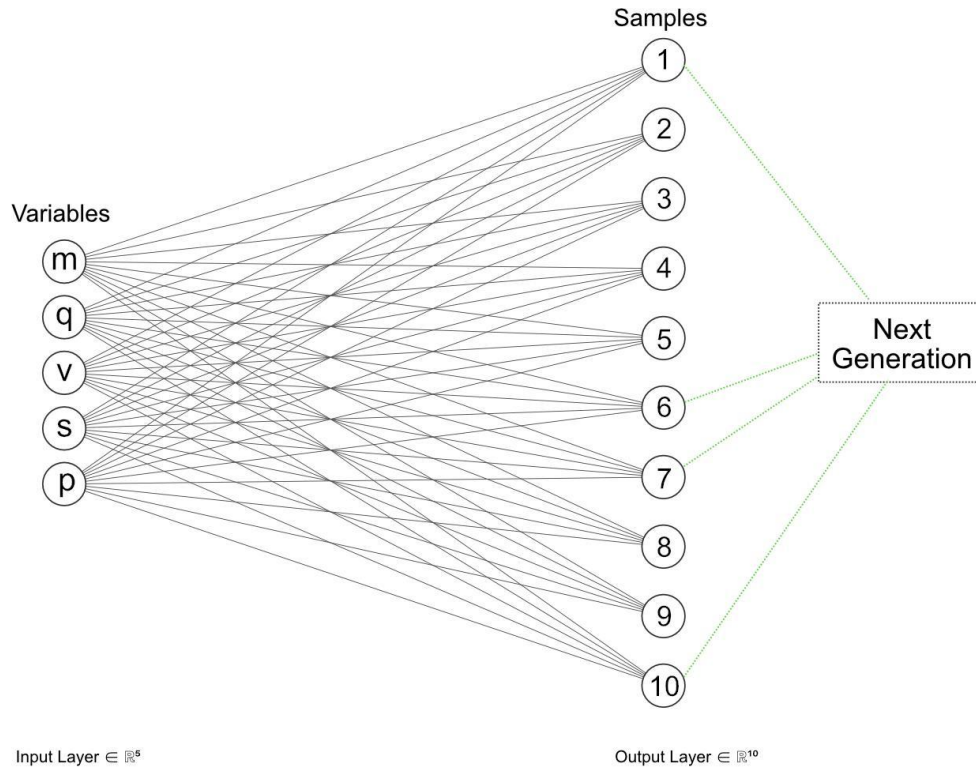 Samples
1
2
3
Variables
m
4
q
5
Next
Generation
v
6
s
7
p
8
9
10
Input Layer ∈ ℝ⁵
Output Layer ∈ ℝ¹⁰